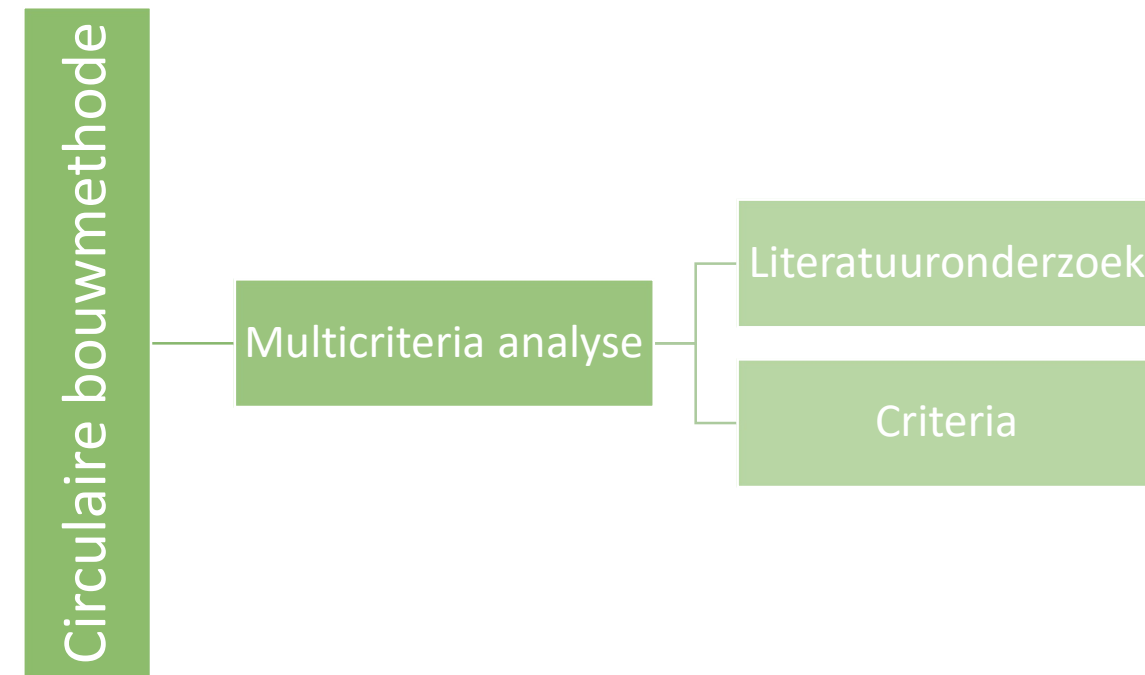 Circulaire bouwmethode
Multicriteria analyse
Literatuuronderzoek
Criteria